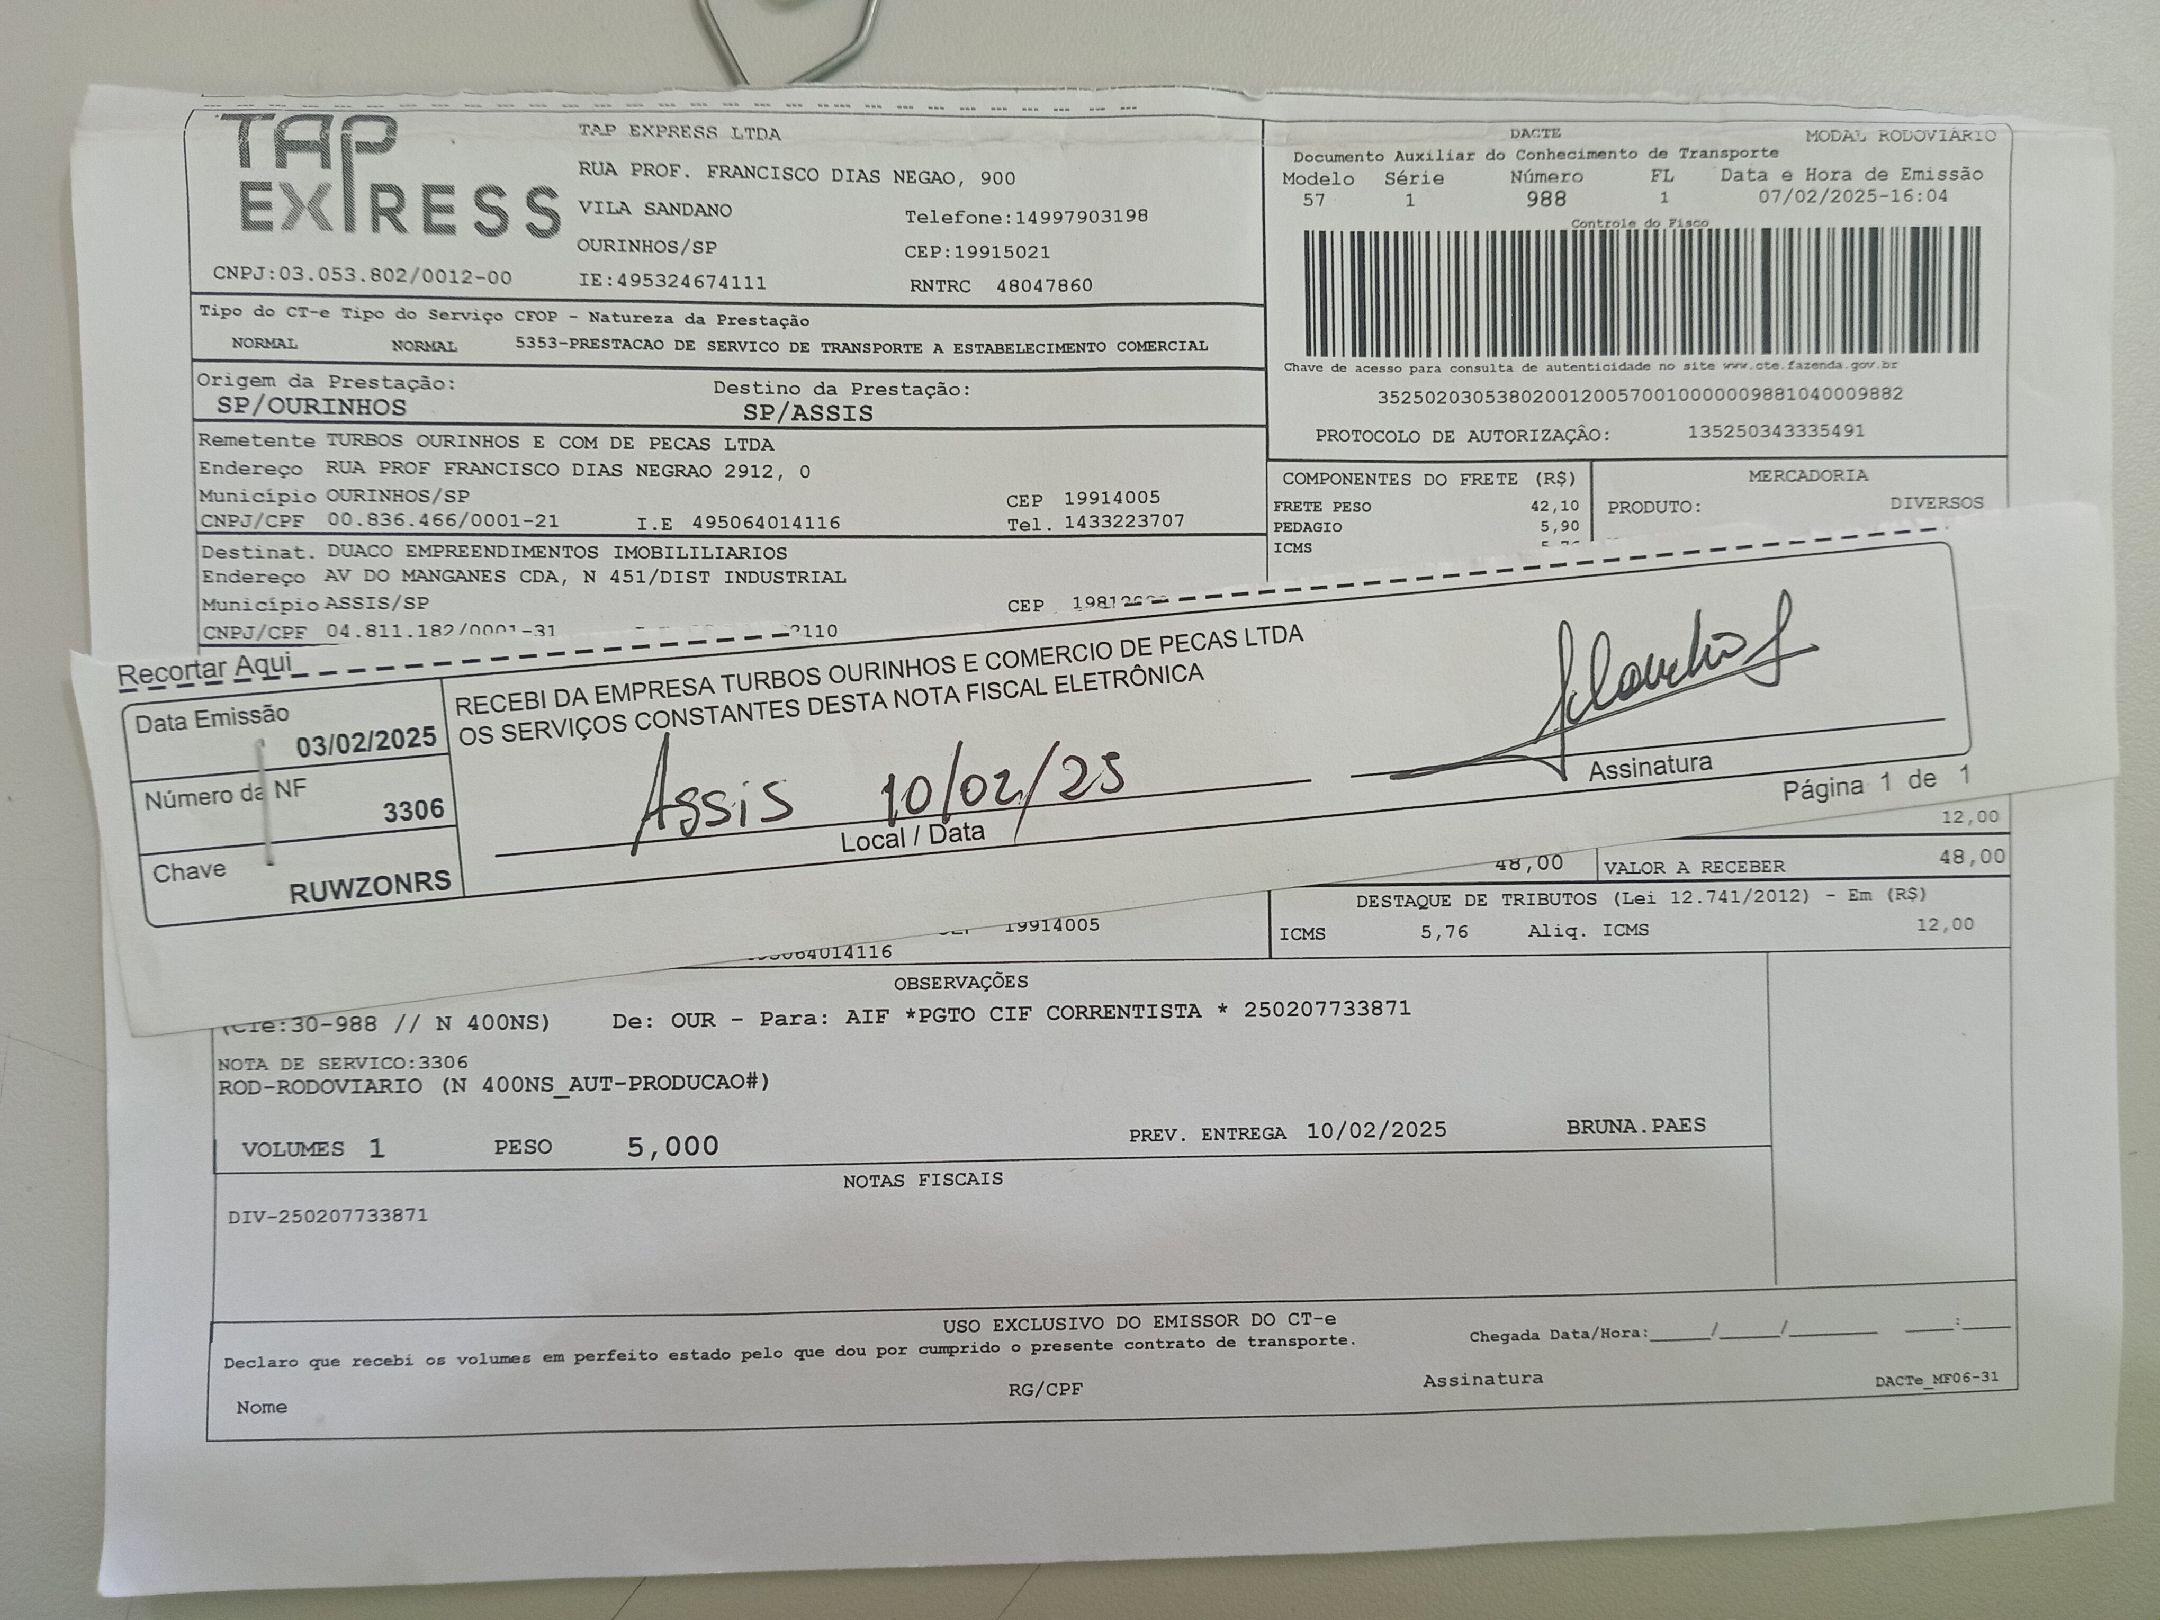 TAP EXPRESS
CNPJ:03.053.802/0012-00
TAP EXPRESS LTDA
RUA PROF. FRANCISCO DIAS NEGAO, 900
VILA SANDANO Telefone:14997903198
OURINHOS/SP CEP:19915021
IE:495324674111 RNTRC 48047860
DACTE MODAL RODOVIÁRIO
Documento Auxiliar do Conhecimento de Transporte
Modelo Série Número FL Data e Hora de Emissão
57 1 988 1 07/02/2025-16:04
Controle do Fisco
Chave de acesso para consulta de autenticidade no site www.cte.fazenda.gov.br
35250203053802001200570010000009881040009882
PROTOCOLO DE AUTORIZAÇÃO: 135250343335491
Tipo do CT-e Tipo do Serviço CFOP - Natureza da Prestação
NORMAL NORMAL 5353-PRESTACAO DE SERVICO DE TRANSPORTE A ESTABELECIMENTO COMERCIAL
Origem da Prestação: Destino da Prestação:
SP/OURINHOS SP/ASSIS
Remetente TURBOS OURINHOS E COM DE PECAS LTDA
Endereço RUA PROF FRANCISCO DIAS NEGRAO 2912, 0
Município OURINHOS/SP CEP 19914005
CNPJ/CPF 00.836.466/0001-21 I.E 495064014116 Tel. 1433223707
Destinat. DUACO EMPREENDIMENTOS IMOBILILIARIOS
Endereço AV DO MANGANES CDA, N 451/DIST INDUSTRIAL
Município ASSIS/SP CEP
CNPJ/CPF 04.811.182/0001-31
COMPONENTES DO FRETE (R$) MERCADORIA
FRETE PESO 42,10 PRODUTO: DIVERSOS
PEDAGIO 5,90
ICMS
Recortar Aqui
Data Emissão
03/02/2025
Número da NF
3306
Chave
RUWZONRS
RECEBI DA EMPRESA TURBOS OURINHOS E COMERCIO DE PECAS LTDA
OS SERVIÇOS CONSTANTES DESTA NOTA FISCAL ELETRÔNICA
Assis 10/02/25
Local / Data
Assinatura
Página 1 de 1
12,00
48,00 VALOR A RECEBER 48,00
DESTAQUE DE TRIBUTOS (Lei 12.741/2012) - Em (R$)
ICMS 5,76 Aliq. ICMS 12,00
19914005
OBSERVAÇÕES
(Cte:30-988 // N 400NS) De: OUR - Para: AIF *PGTO CIF CORRENTISTA * 250207733871
NOTA DE SERVICO:3306
ROD-RODOVIARIO (N 400NS_AUT-PRODUCAO#)
VOLUMES 1 PESO 5,000 PREV. ENTREGA 10/02/2025 BRUNA.PAES
NOTAS FISCAIS
DIV-250207733871
USO EXCLUSIVO DO EMISSOR DO CT-e
Declaro que recebi os volumes em perfeito estado pelo que dou por cumprido o presente contrato de transporte. Chegada Data/Hora:_____/_____/_______ ____:____
Nome RG/CPF Assinatura DACTe_MF06-31